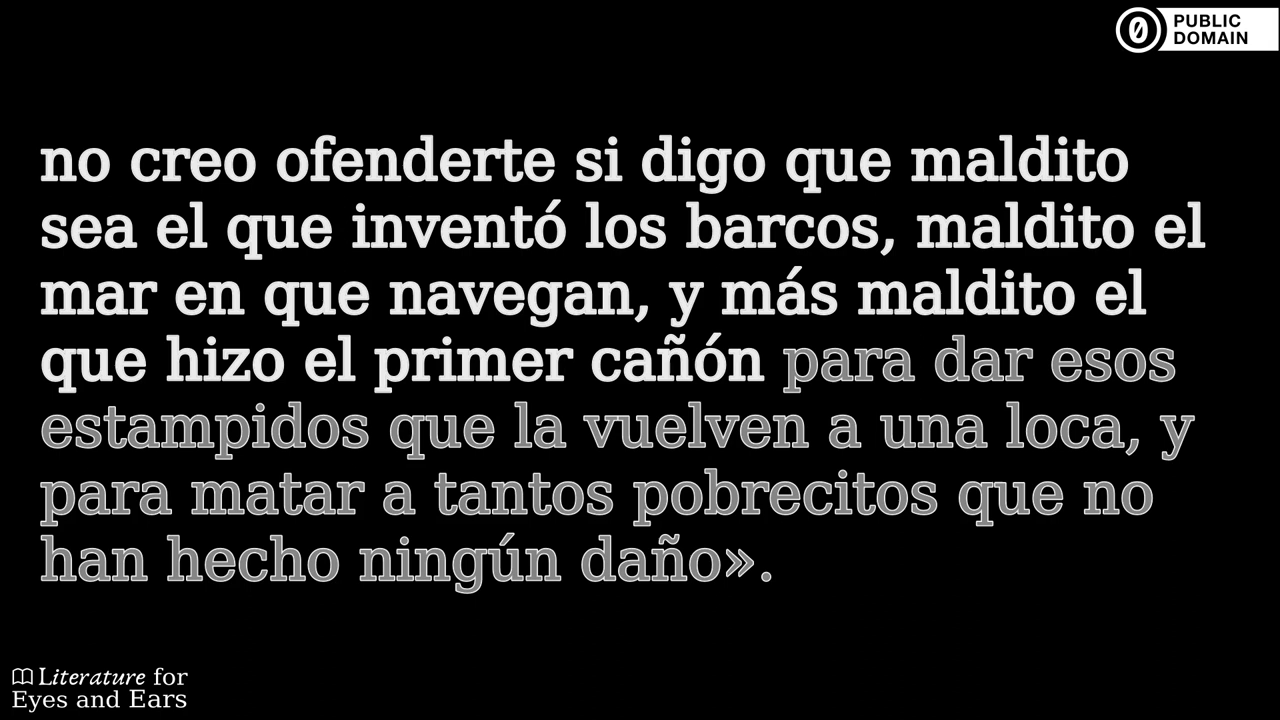 PUBLIC
DOMAIN
no creo ofenderte si digo que maldito
sea el que inventó los barcos, maldito el
mar en que navegan, y más maldito el
que hizo el primer cañón para dar esos
estampidos que la vuelven a una loca, y
para matar a tantos pobrecitos que no
han hecho ningún daño».
Literature for
Eyes and Ears